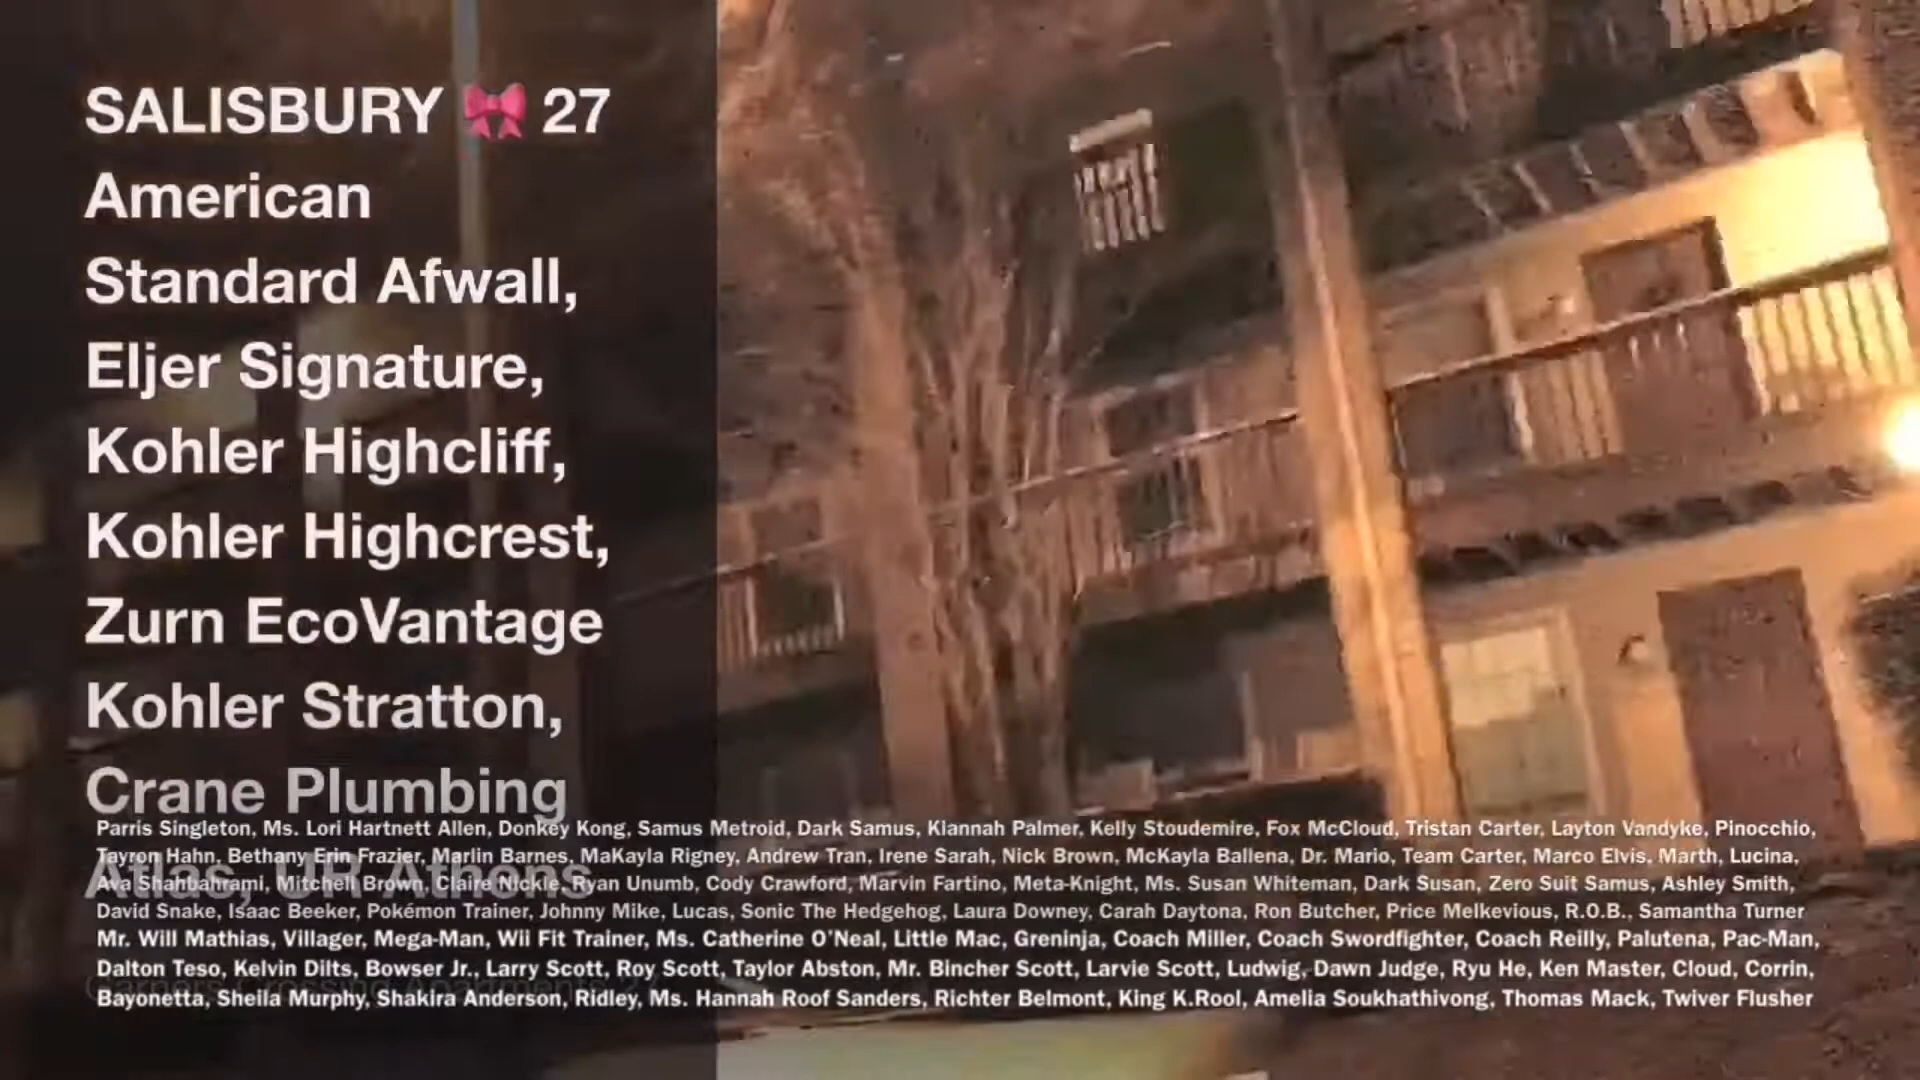 SALISBURY 🎀 27
American
Standard Afwall,
Eljer Signature,
Kohler Highcliff,
Kohler Highcrest,
Zurn EcoVantage
Kohler Stratton,
Crane Plumbing
Atlas, UR Athens
Garners Crossing Apartments 27
Parris Singleton, Ms. Lori Hartnett Allen, Donkey Kong, Samus Metroid, Dark Samus, Kiannah Palmer, Kelly Stoudemire, Fox McCloud, Tristan Carter, Layton Vandyke, Pinocchio,
Tayron Hahn, Bethany Erin Frazier, Marlin Barnes, MaKayla Rigney, Andrew Tran, Irene Sarah, Nick Brown, McKayla Ballena, Dr. Mario, Team Carter, Marco Elvis, Marth, Lucina,
Ava Shahbahrami, Mitchell Brown, Claire Nickle, Ryan Unumb, Cody Crawford, Marvin Fartino, Meta-Knight, Ms. Susan Whiteman, Dark Susan, Zero Suit Samus, Ashley Smith,
David Snake, Isaac Beeker, Pokémon Trainer, Johnny Mike, Lucas, Sonic The Hedgehog, Laura Downey, Carah Daytona, Ron Butcher, Price Melkevious, R.O.B., Samantha Turner
Mr. Will Mathias, Villager, Mega-Man, Wii Fit Trainer, Ms. Catherine O'Neal, Little Mac, Greninja, Coach Miller, Coach Swordfighter, Coach Reilly, Palutena, Pac-Man,
Dalton Teso, Kelvin Dilts, Bowser Jr., Larry Scott, Roy Scott, Taylor Abston, Mr. Bincher Scott, Larvie Scott, Ludwig, Dawn Judge, Ryu He, Ken Master, Cloud, Corrin,
Bayonetta, Sheila Murphy, Shakira Anderson, Ridley, Ms. Hannah Roof Sanders, Richter Belmont, King K.Rool, Amelia Soukhathivong, Thomas Mack, Twiver Flusher